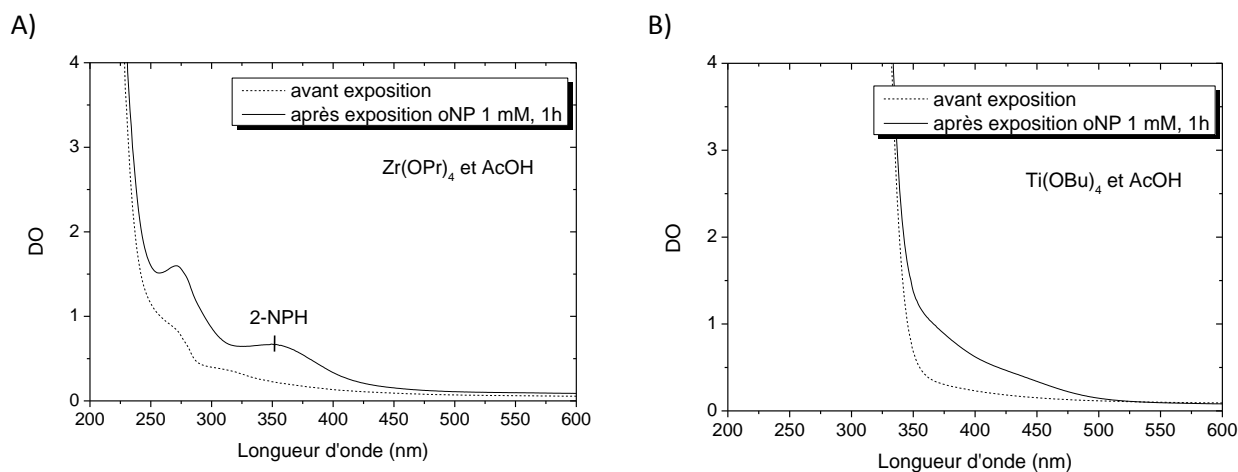 A)
4
3
2
1
0
DO
avant exposition
après exposition oNP 1 mM, 1h
Zr(OPr)4 et AcOH
2-NPH
200 250 300 350 400 450 500 550 600
Longueur d'onde (nm)
B)
4
3
2
1
0
DO
avant exposition
après exposition oNP 1 mM, 1h
Ti(OBu)4 et AcOH
200 250 300 350 400 450 500 550 600
Longueur d'onde (nm)